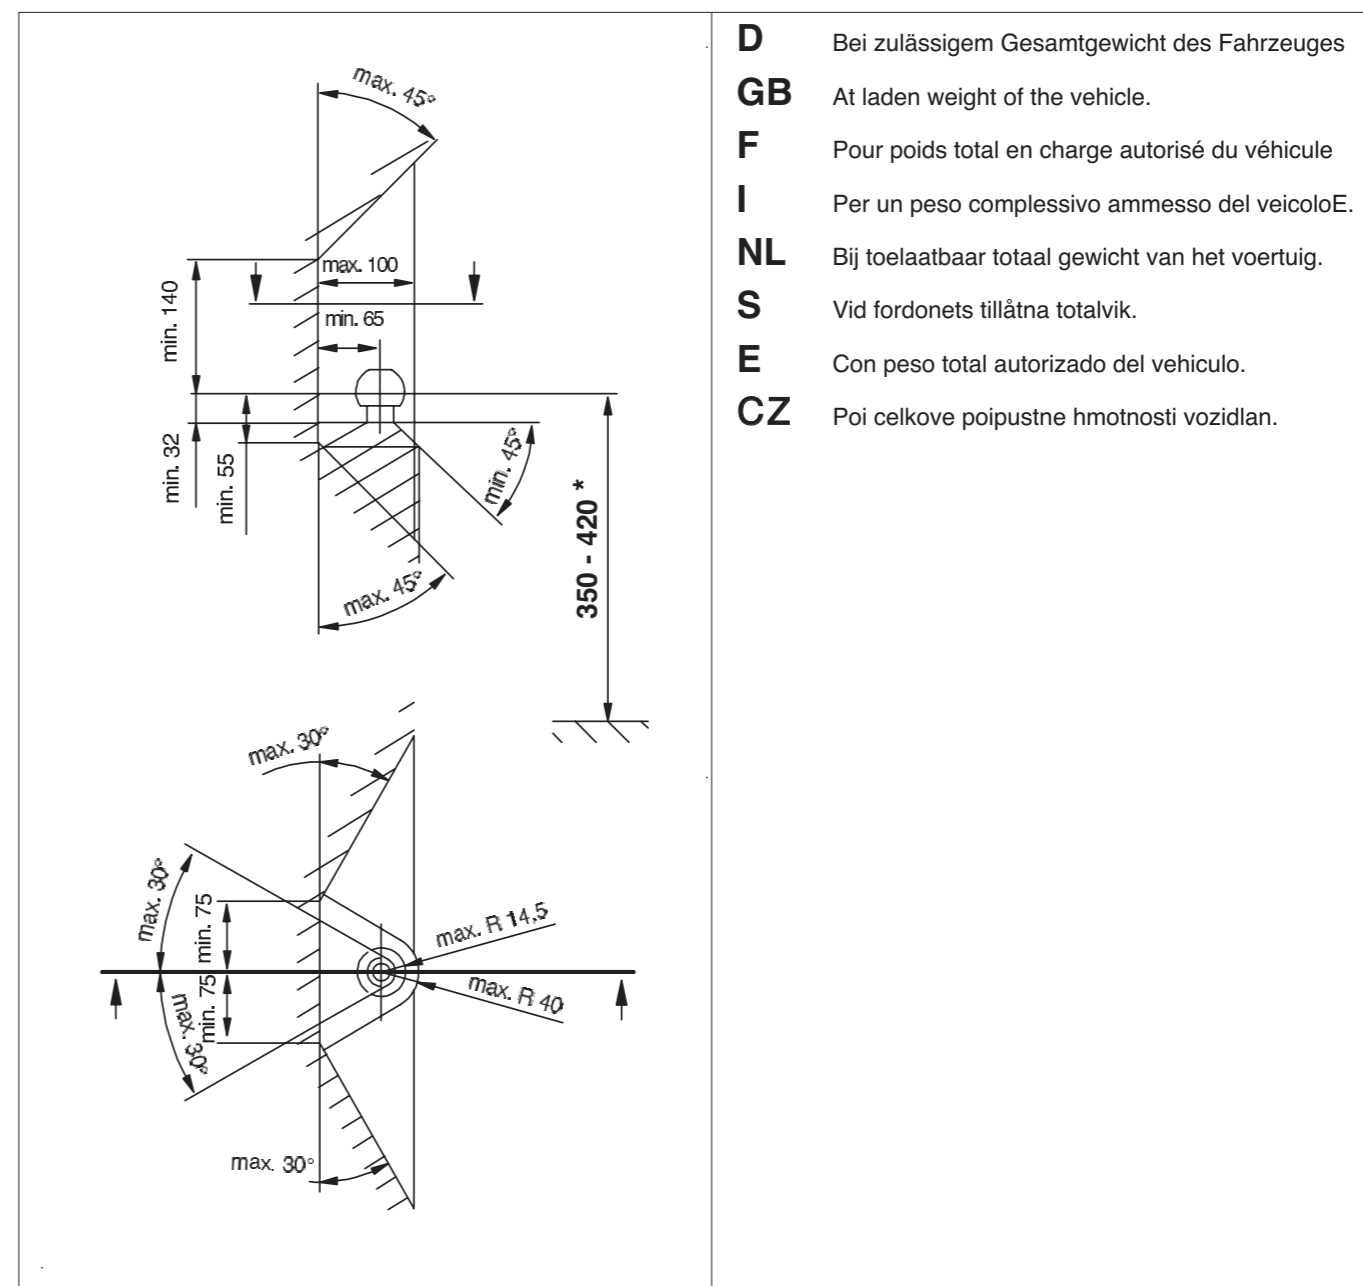 max. 45°
max. 100
min. 65
min. 140
min. 32
min. 55
min. 45°
max. 45°
350 - 420 *
max. 30°
max. 30°
min. 75
min. 75
max. 30°
max. R 14,5
max. R 40
max. 30°
D Bei zulässigem Gesamtgewicht des Fahrzeuges
GB At laden weight of the vehicle.
F Pour poids total en charge autorisé du véhicule
I Per un peso complessivo ammesso del veicoloE.
NL Bij toelaatbaar totaal gewicht van het voertuig.
S Vid fordonets tillåtna totalvik.
E Con peso total autorizado del vehiculo.
CZ Poi celkove poipustne hmotnosti vozidlan.